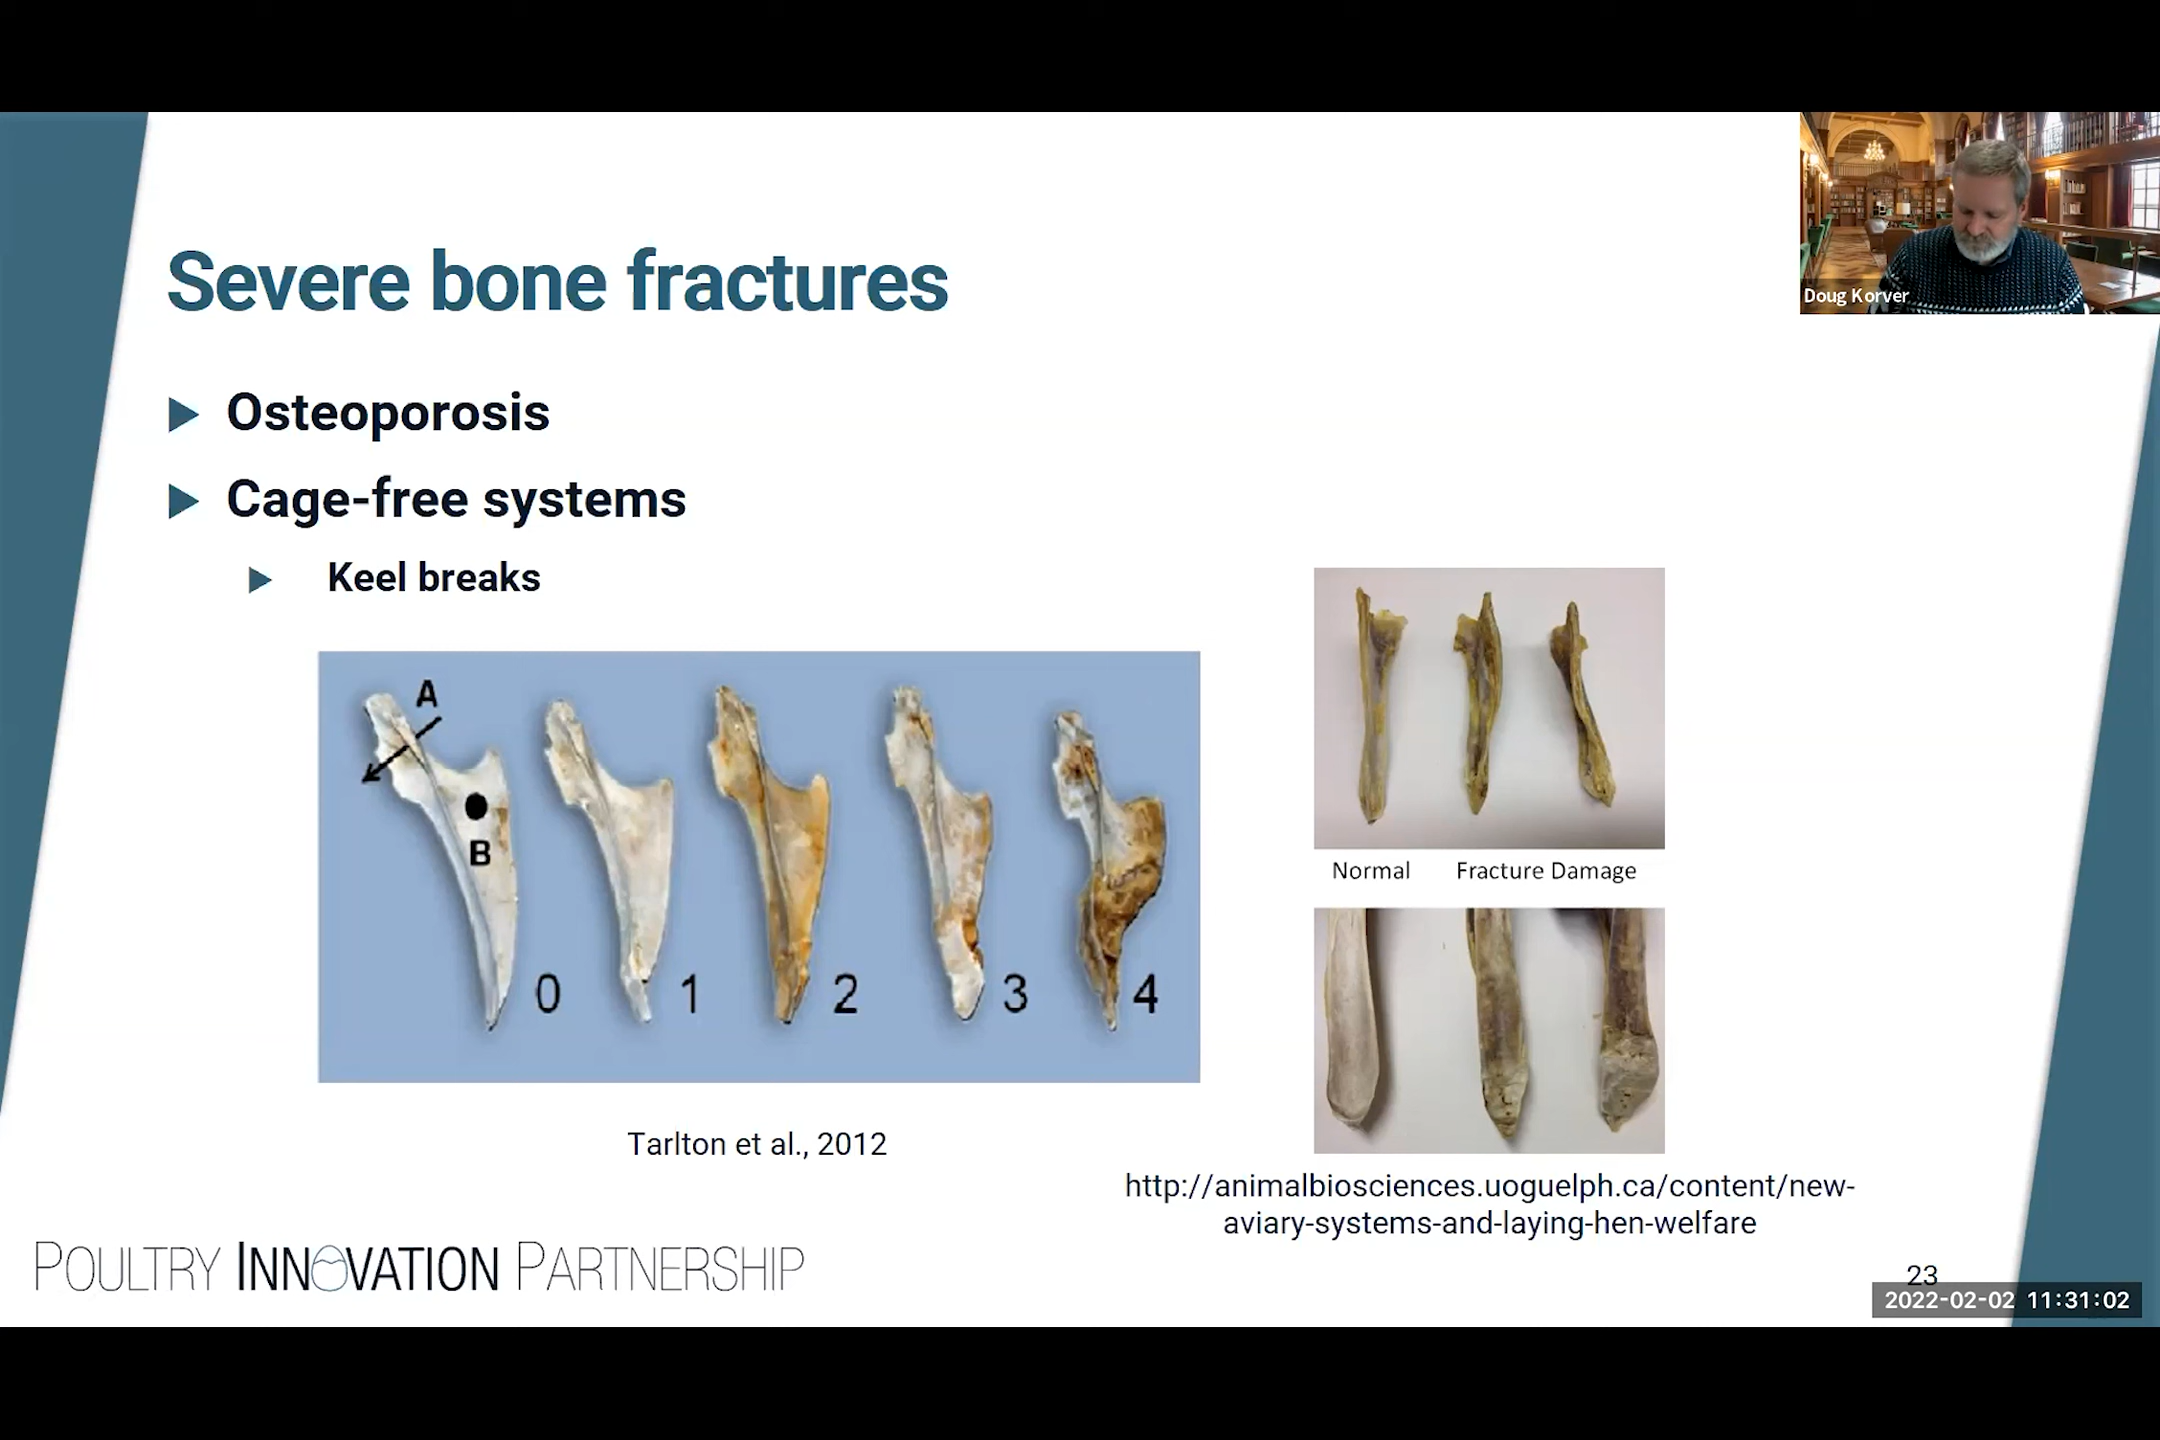 Doug Korver
Severe bone fractures
Osteoporosis
Cage-free systems
Keel breaks
A
B
0 1 2 3 4
Tarlton et al., 2012
Normal Fracture Damage
http://animalbiosciences.uoguelph.ca/content/new-
aviary-systems-and-laying-hen-welfare
POULTRY INNOVATION PARTNERSHIP
23
2022-02-02 11:31:02